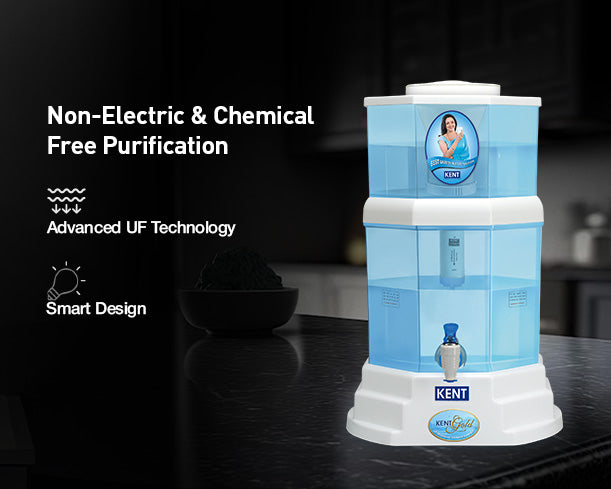 Non-Electric & Chemical
Free Purification
Advanced UF Technology
Smart Design
KENT
KENT
KENT Gold